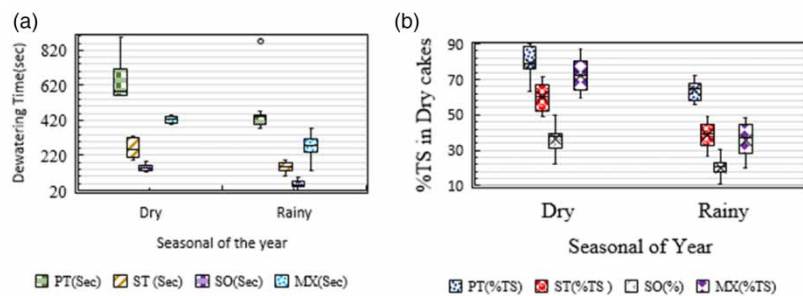 (a)
Dewatering Time(sec)
820
620
420
220
20
Dry Rainy
Seasonal of the year
PT(Sec) ST (Sec) SO(Sec) MX(Sec)
(b)
%TS in Dry cakes
90
70
50
30
10
Dry Rainy
Seasonal of Year
PT(%TS) ST(%TS ) SO(%) MX(%TS)